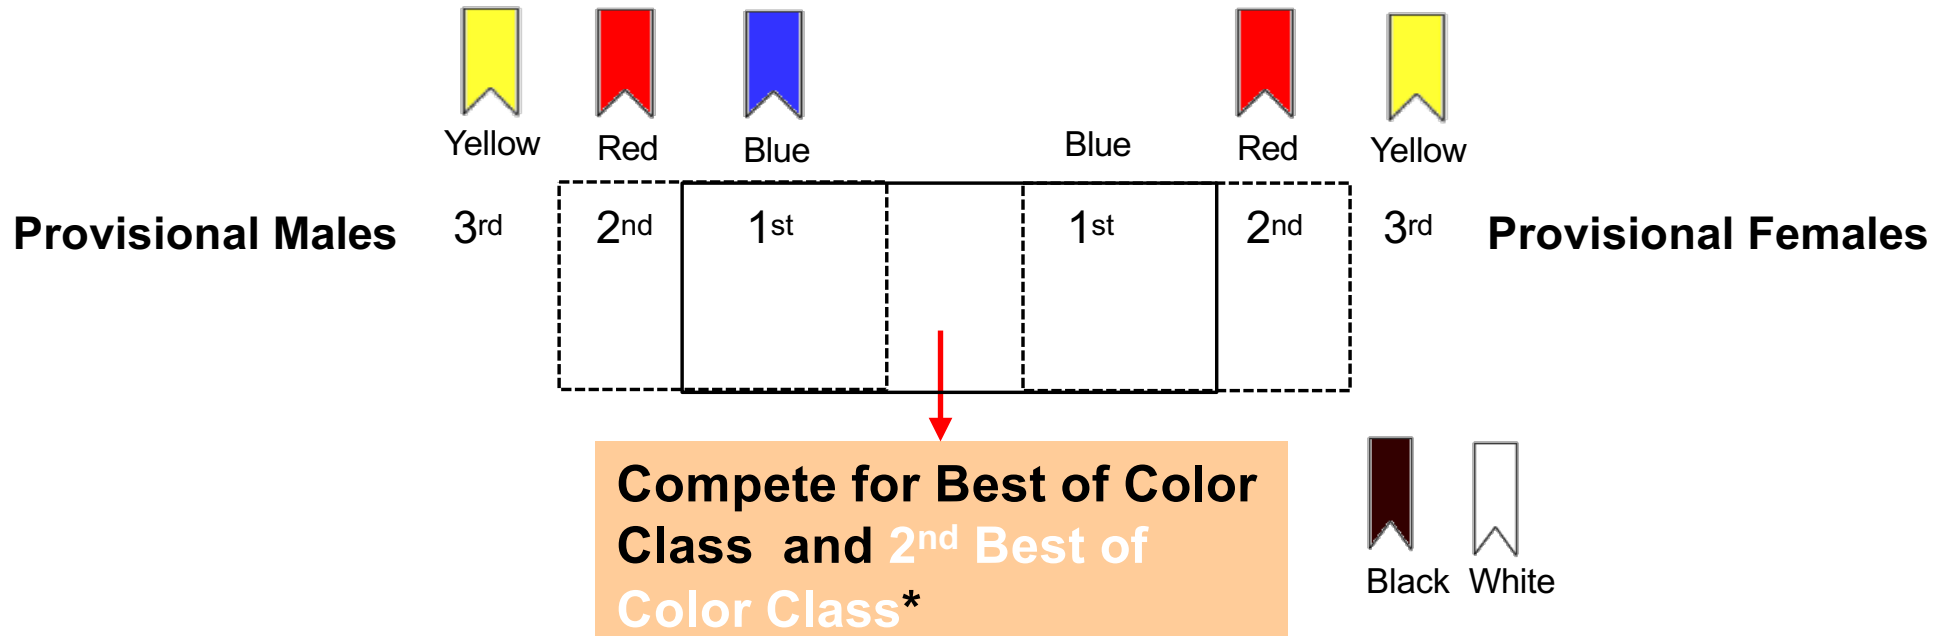 Yellow Red Blue Blue Red Yellow
Provisional Males 3rd 2nd 1st 1st 2nd 3rd Provisional Females
Compete for Best of Color
Class and 2nd Best of
Color Class*
Black White